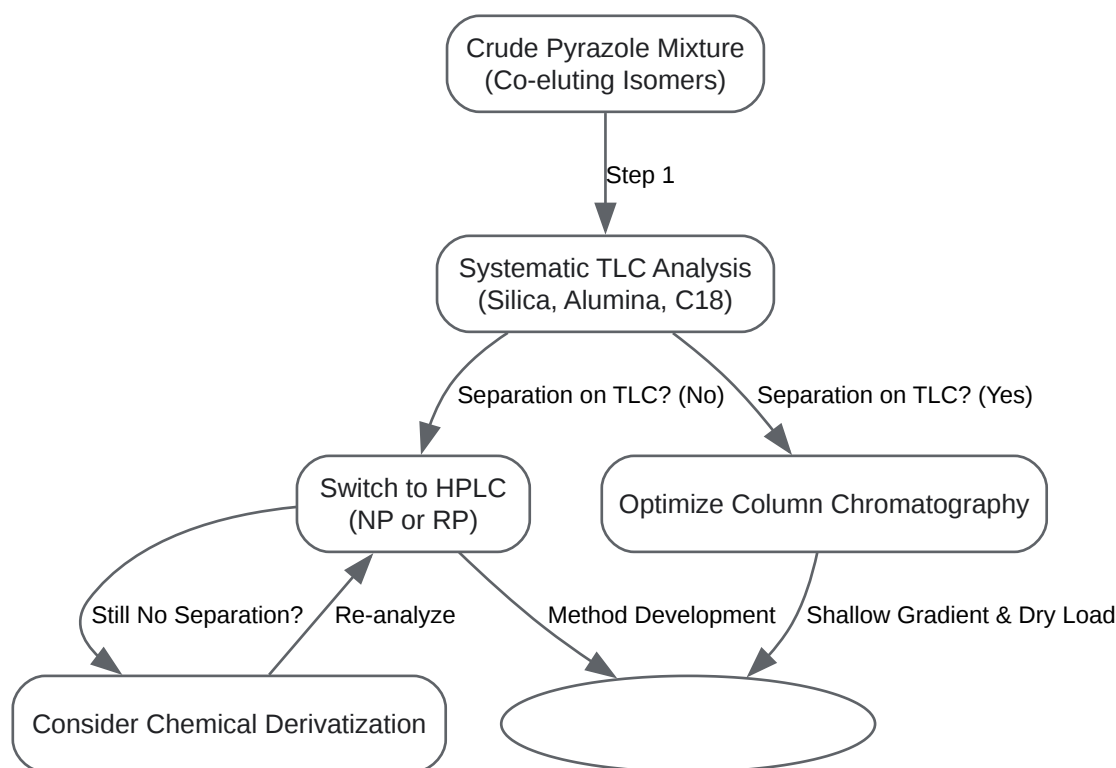 Crude Pyrazole Mixture
(Co-eluting Isomers)
Step 1
Systematic TLC Analysis
(Silica, Alumina, C18)
Separation on TLC? (No)
Separation on TLC? (Yes)
Switch to HPLC
(NP or RP)
Optimize Column Chromatography
Still No Separation?
Re-analyze
Method Development
Shallow Gradient & Dry Load
Consider Chemical Derivatization